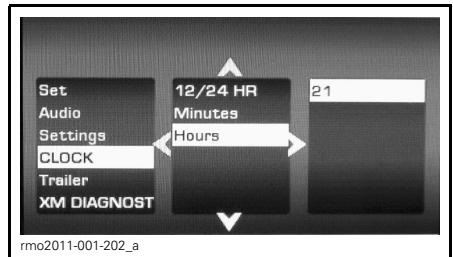 Set
Audio
Settings
CLOCK
Trailer
XM DIAGNOST
12/24 HR
Minutes
Hours
21
rmo2011-001-202_a